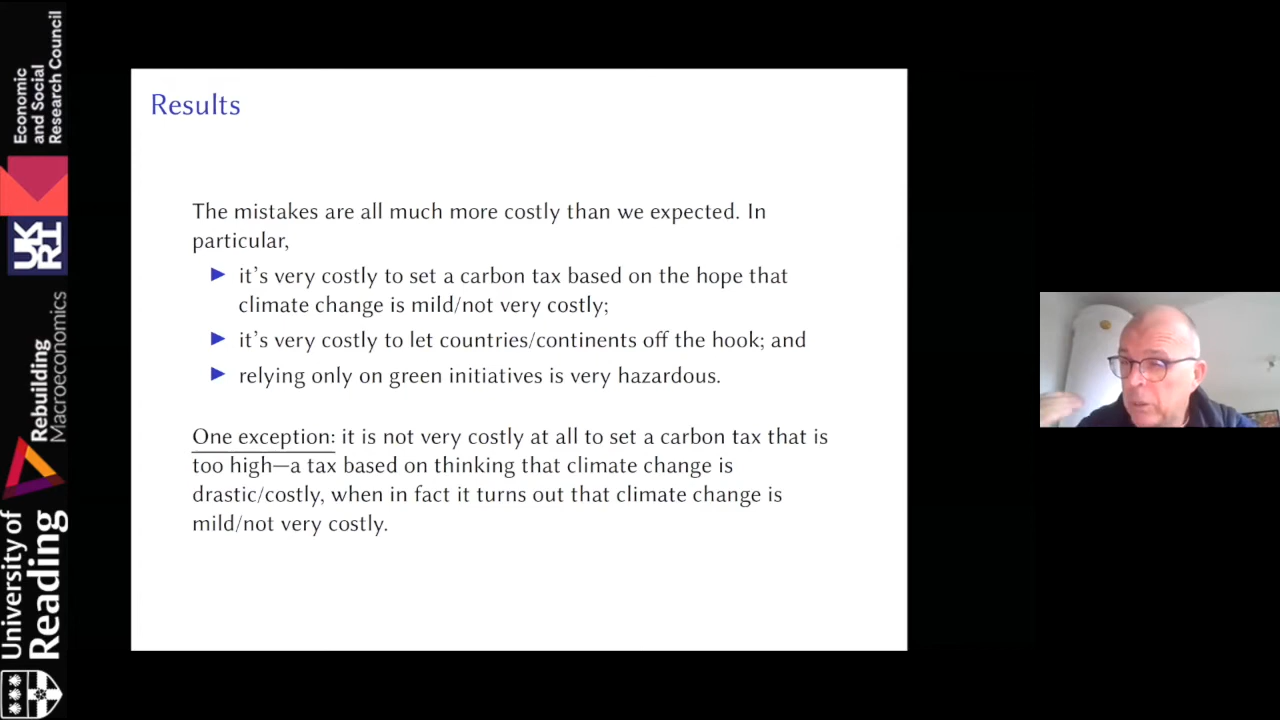 Economic
and Social
Research Council
UK
RI
Rebuilding
Macroeconomics
University of
Reading
Results
The mistakes are all much more costly than we expected. In
particular,
it's very costly to set a carbon tax based on the hope that
climate change is mild/not very costly;
it's very costly to let countries/continents off the hook; and
relying only on green initiatives is very hazardous.
One exception: it is not very costly at all to set a carbon tax that is
too high—a tax based on thinking that climate change is
drastic/costly, when in fact it turns out that climate change is
mild/not very costly.